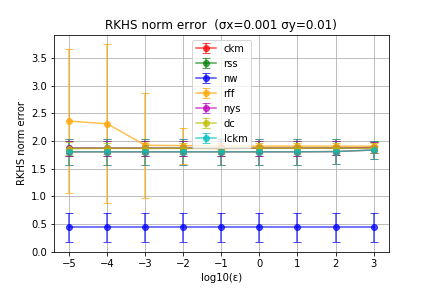 RKHS norm error (σx=0.001 σy=0.01)
RKHS norm error
3.5
3.0
2.5
2.0
1.5
1.0
0.5
0.0
ckm
rss
nw
rff
nys
dc
lckm
−5 −4 −3 −2 −1 0 1 2 3
log10(ε)